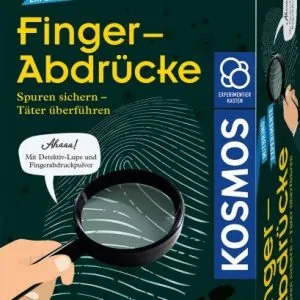 Finger-
Abdrücke
Spuren sichern –
Täter überführen
Ahaaa!
Mit Detektiv-Lupe und
Fingerabdruckpulver
EXPERIMENTIER
KASTEN
KOSMOS
Finger-
Abdrücke